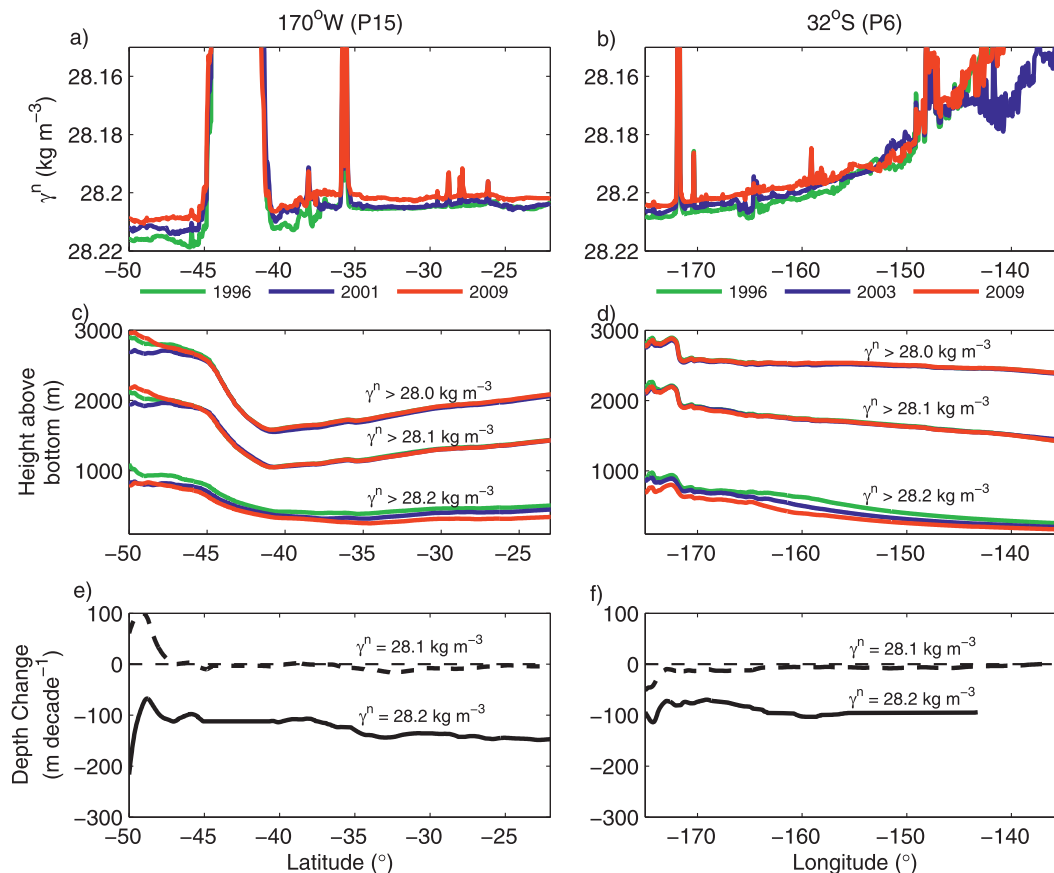 170°W (P15)
32°S (P6)
a)
b)
γⁿ (kg m⁻³)
28.16
28.18
28.2
28.22
−50 −45 −40 −35 −30 −25
28.16
28.18
28.2
28.22
−170 −160 −150 −140
1996 2001 2009
1996 2003 2009
c)
d)
Height above
bottom (m)
3000
2000
1000
γⁿ > 28.0 kg m⁻³
γⁿ > 28.1 kg m⁻³
γⁿ > 28.2 kg m⁻³
−50 −45 −40 −35 −30 −25
3000
2000
1000
γⁿ > 28.0 kg m⁻³
γⁿ > 28.1 kg m⁻³
γⁿ > 28.2 kg m⁻³
−170 −160 −150 −140
e)
f)
Depth Change
(m decade⁻¹)
100
0
−100
−200
−300
γⁿ = 28.1 kg m⁻³
γⁿ = 28.2 kg m⁻³
−50 −45 −40 −35 −30 −25
Latitude (°)
100
0
−100
−200
−300
γⁿ = 28.1 kg m⁻³
γⁿ = 28.2 kg m⁻³
−170 −160 −150 −140
Longitude (°)